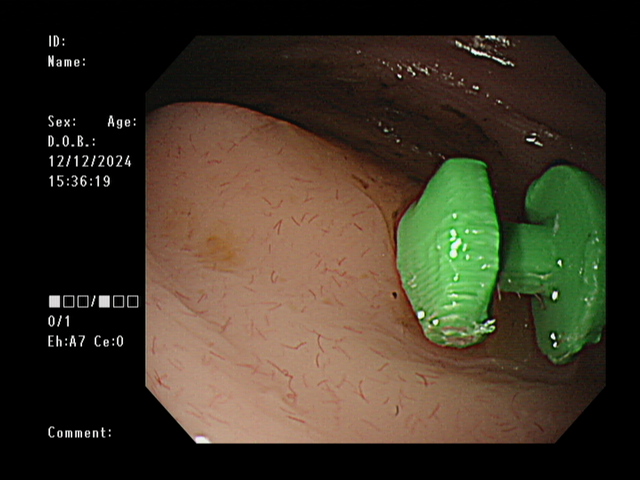 ID:
Name:
Sex: Age:
D.O.B.:
12/12/2024
15:36:19
■□□/■□□
0/1
Eh:A7 Ce:0
Comment: